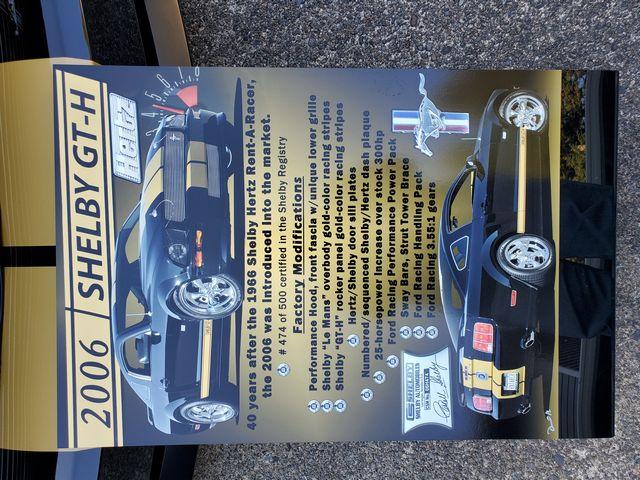 2006 | SHELBY GT-H
40 years after the 1966 Shelby Hertz Rent-A-Racer,
the 2006 was introduced into the market.
# 474 of 500 certified in the Shelby Registry
Factory Modifications
Performance Hood, front fascia w/ unique lower grille
Shelby "Le Mans" overbody gold-color racing stripes
Shelby "GT-H" rocker panel gold-color racing stripes
Hertz/Shelby door sill plates
Numbered/sequenced Shelby/Hertz dash plaque
25-horsepower increase over stock 300hp
Ford Racing Performance Power Pack
Sway Bars, Strut Tower Brace
Ford Racing Handling Pack
Ford Racing 3.55:1 gears
SHELBY AUTOMOBILES